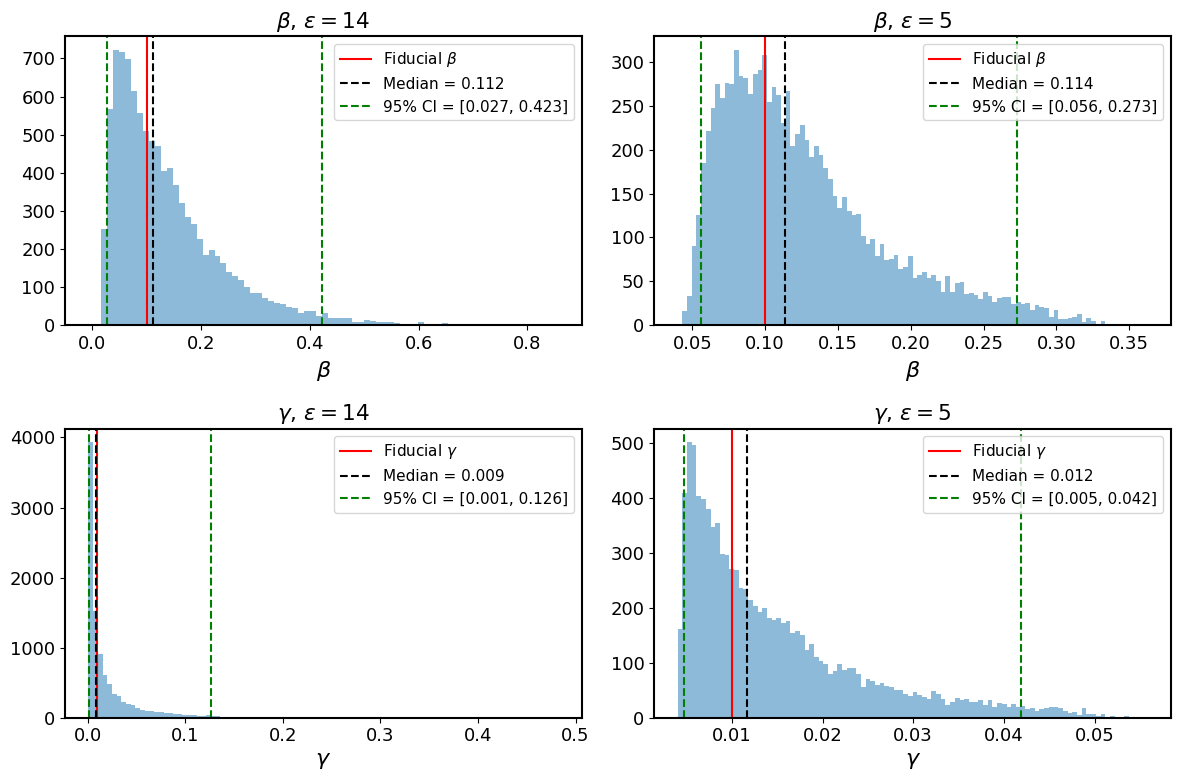 β, ε = 14
700
600
500
400
300
200
100
0
Fiducial β
Median = 0.112
95% CI = [0.027, 0.423]
0.0 0.2 0.4 0.6 0.8
β
β, ε = 5
300
250
200
150
100
50
0
Fiducial β
Median = 0.114
95% CI = [0.056, 0.273]
0.05 0.10 0.15 0.20 0.25 0.30 0.35
β
γ, ε = 14
4000
3000
2000
1000
0
Fiducial γ
Median = 0.009
95% CI = [0.001, 0.126]
0.0 0.1 0.2 0.3 0.4 0.5
γ
γ, ε = 5
500
400
300
200
100
0
Fiducial γ
Median = 0.012
95% CI = [0.005, 0.042]
0.01 0.02 0.03 0.04 0.05
γ